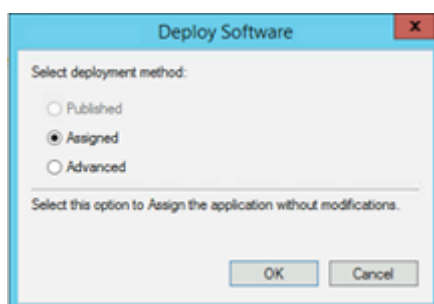 Deploy Software
x
Select deployment method:
Published
Assigned
Advanced
Select this option to Assign the application without modifications.
OK
Cancel